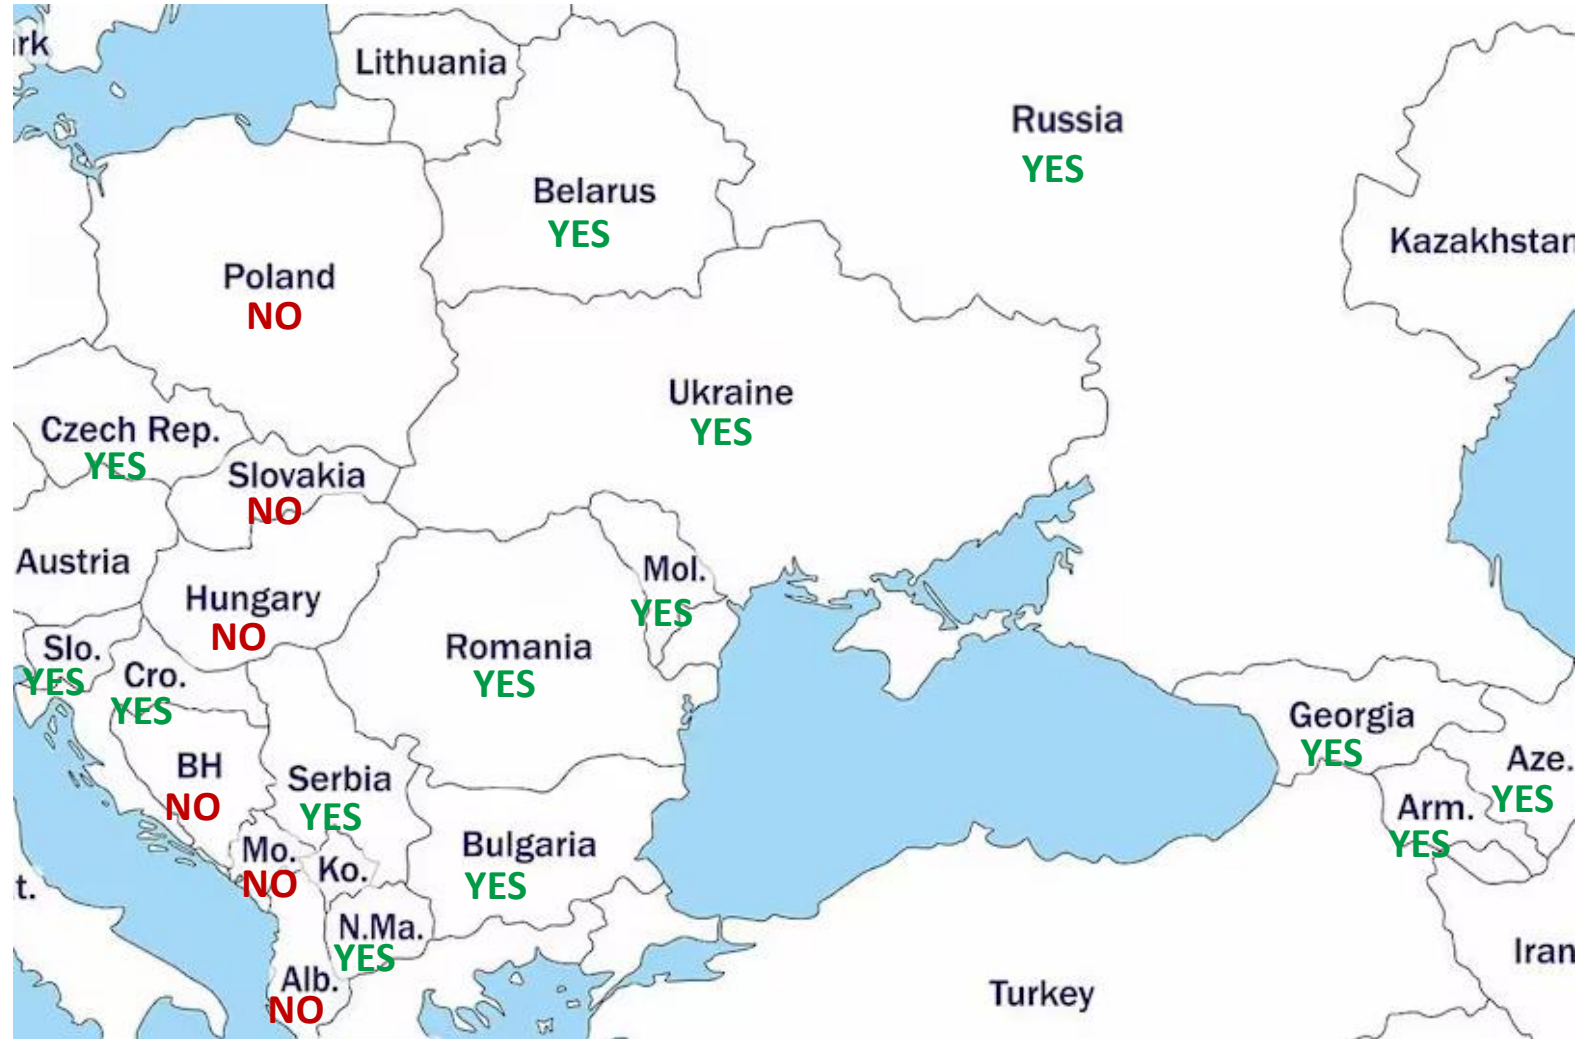 rk
Lithuania
Russia
YES
Belarus
YES
Kazakhstan
Poland
NO
Ukraine
YES
Czech Rep.
YES
Slovakia
NO
Austria
Mol.
YES
Hungary
NO
Slo.
YES
Cro.
YES
Romania
YES
Georgia
YES
BH
NO
Serbia
YES
Aze.
YES
Arm.
YES
Bulgaria
YES
Mo.
NO
Ko.
t.
N.Ma.
YES
Iran
Alb.
NO
Turkey